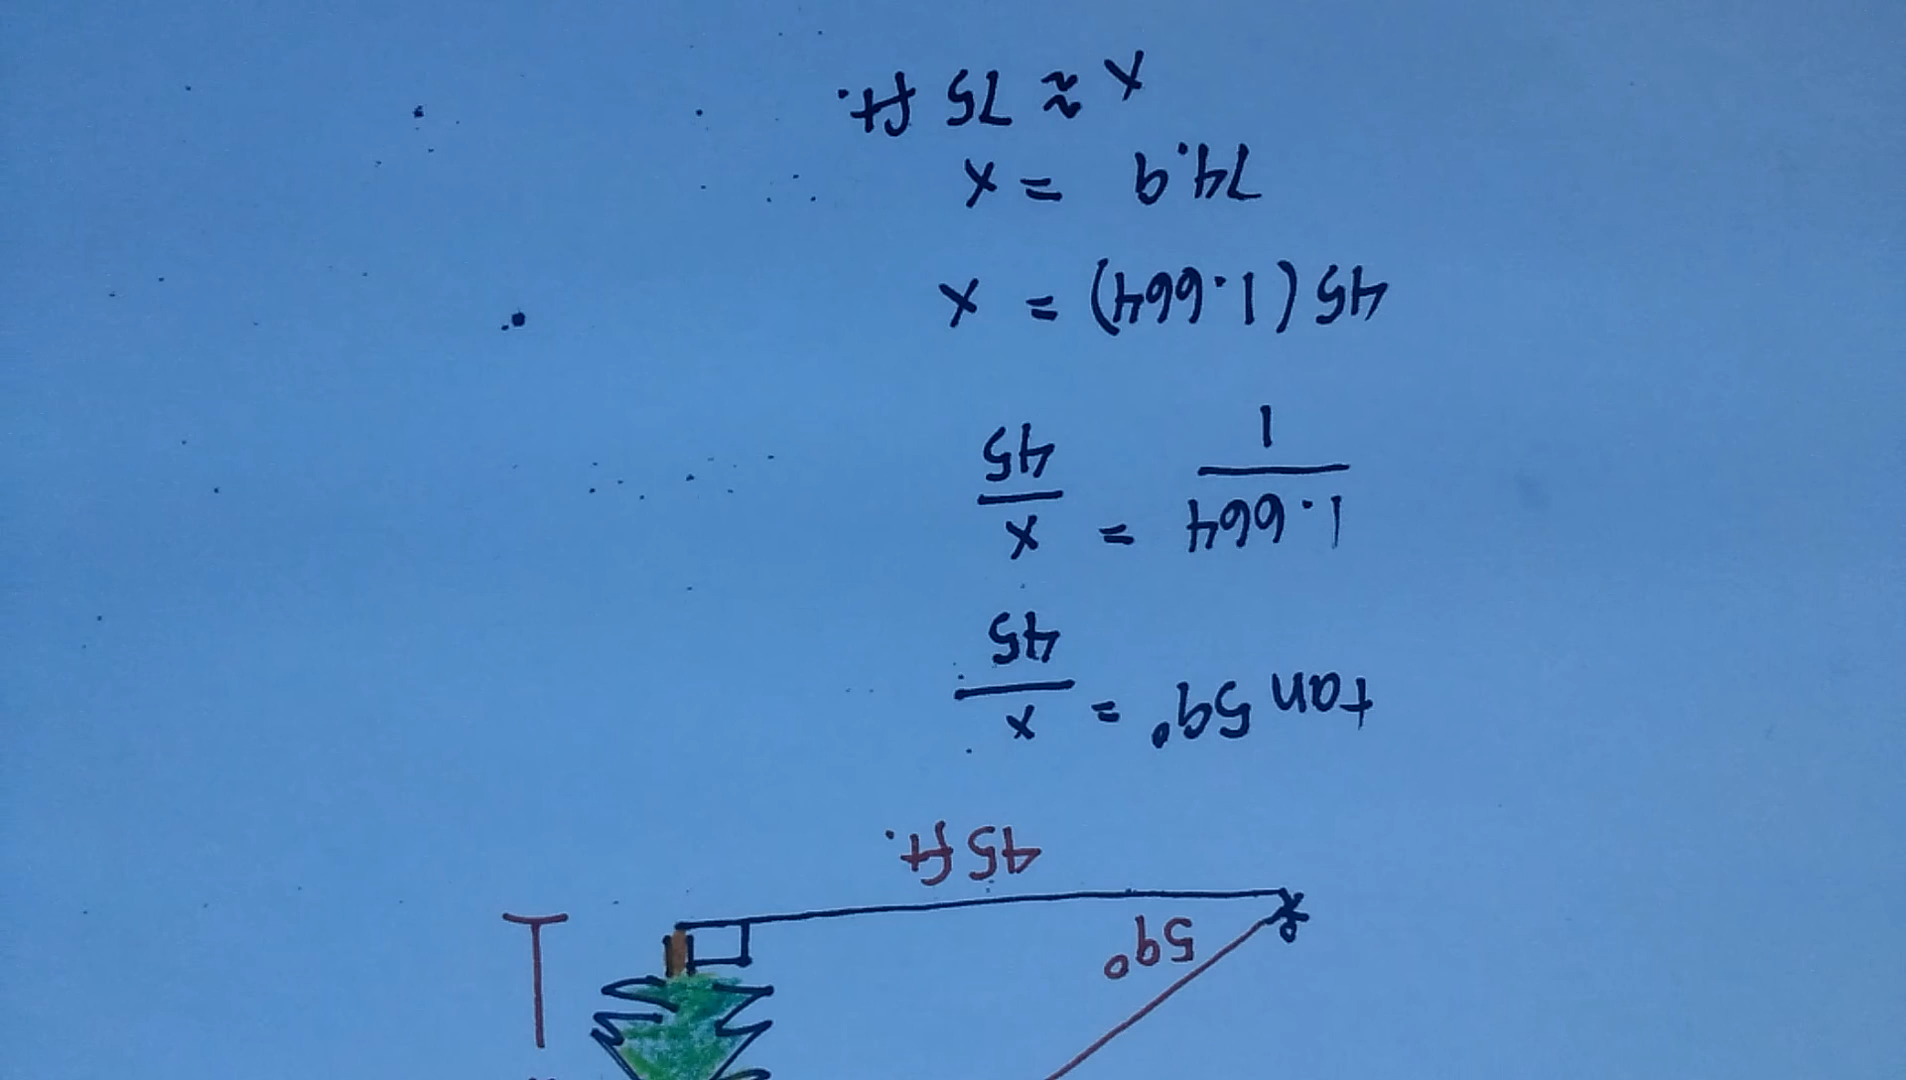 59°
45 ft.
tan 59° = x/45
1.664/1 = x/45
45 (1.664) = x
74.9 = x
x ≈ 75 ft.